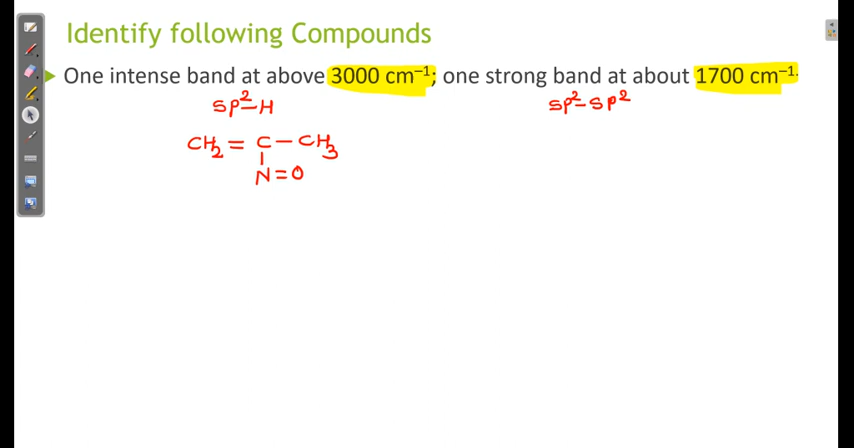 Identify following Compounds
One intense band at above 3000 cm⁻¹; one strong band at about 1700 cm⁻¹.
sp²-H sp²-sp²
CH₂ = C - CH₃
|
N=O